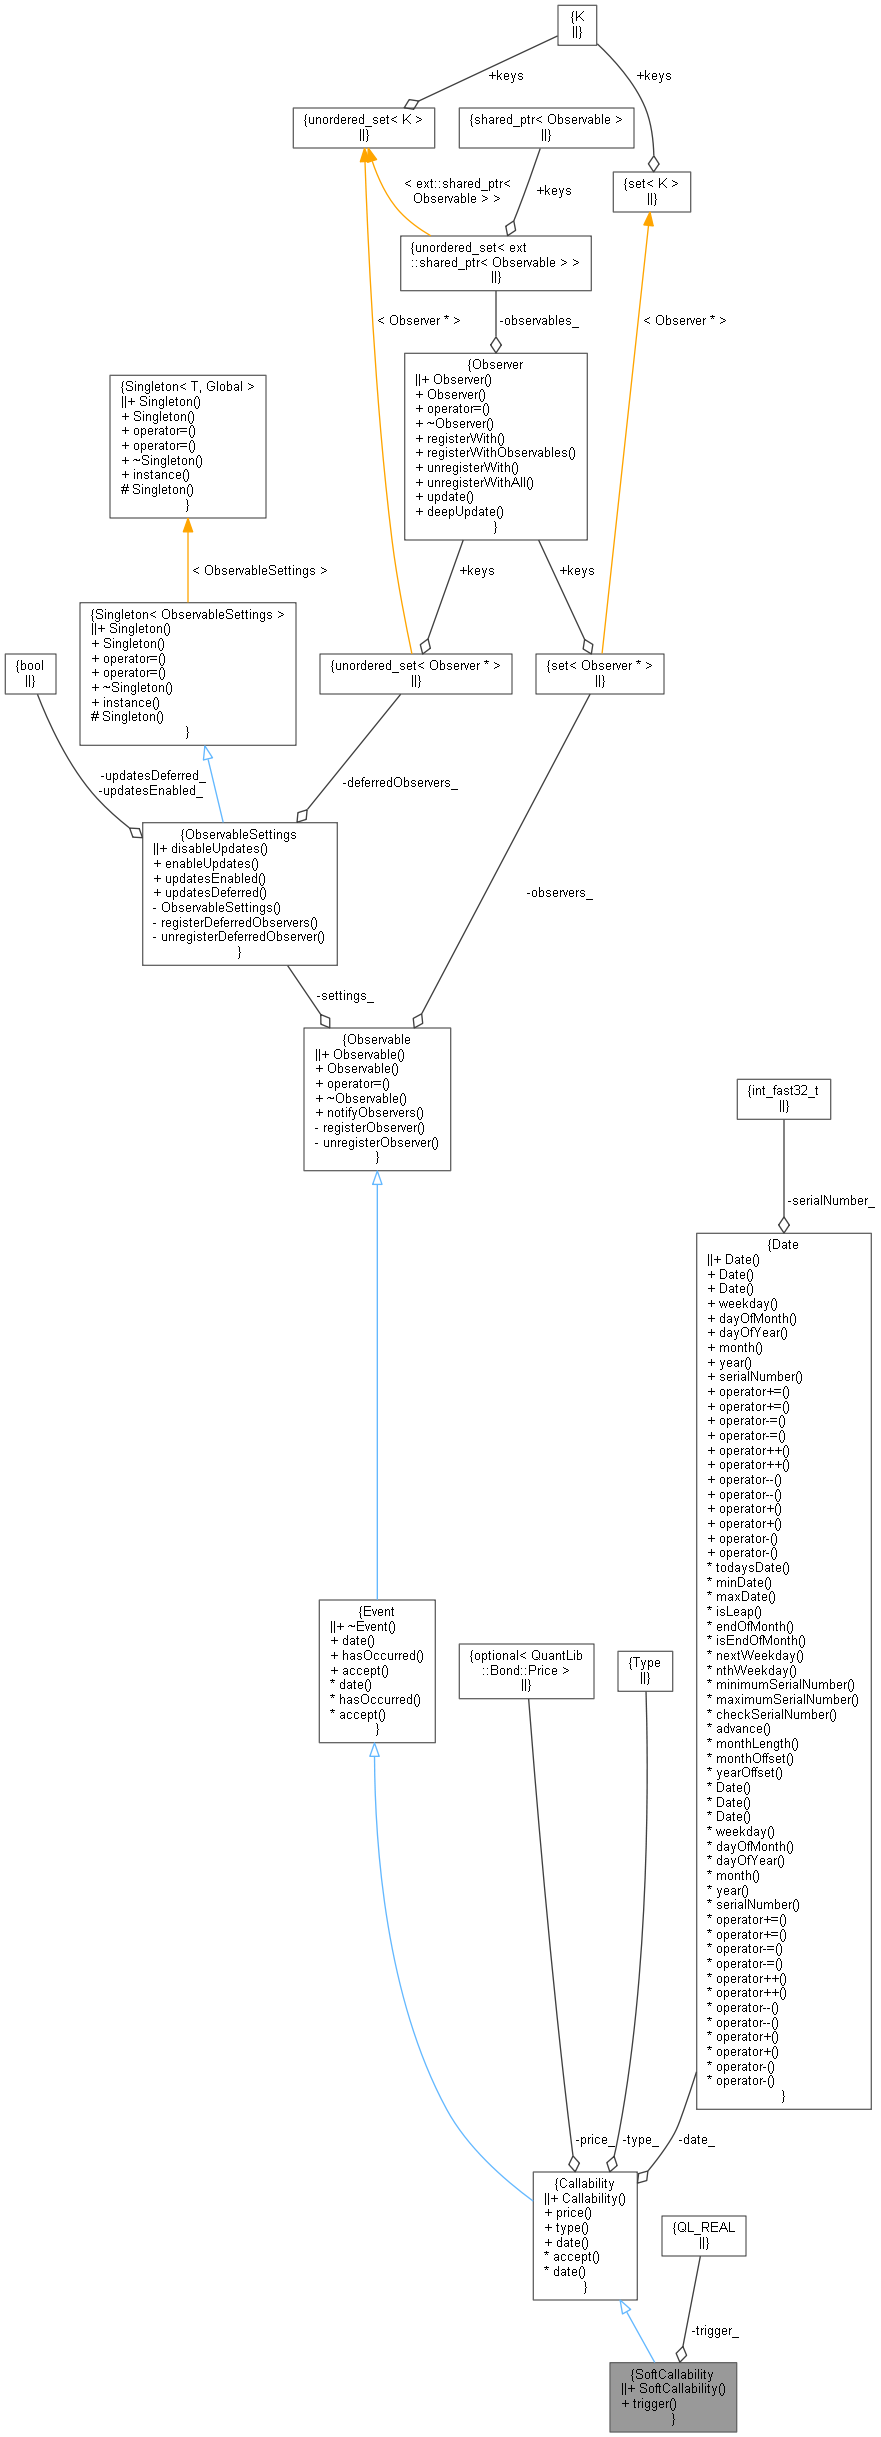 {K
||}
+keys
+keys
{unordered_set< K >
||}
{shared_ptr< Observable >
||}
{set< K >
||}
< ext::shared_ptr<
Observable > >
+keys
{unordered_set< ext
::shared_ptr< Observable > >
||}
< Observer * >
-observables_
< Observer * >
{Observer
||+ Observer()
+ Observer()
+ operator=()
+ ~Observer()
+ registerWith()
+ registerWithObservables()
+ unregisterWith()
+ unregisterWithAll()
+ update()
+ deepUpdate()
}
{Singleton< T, Global >
||+ Singleton()
+ Singleton()
+ operator=()
+ operator=()
+ ~Singleton()
+ instance()
# Singleton()
}
< ObservableSettings >
+keys
+keys
{Singleton< ObservableSettings >
||+ Singleton()
+ Singleton()
+ operator=()
+ operator=()
+ ~Singleton()
+ instance()
# Singleton()
}
{bool
||}
{unordered_set< Observer * >
||}
{set< Observer * >
||}
-updatesDeferred_
-updatesEnabled_
-deferredObservers_
{ObservableSettings
||+ disableUpdates()
+ enableUpdates()
+ updatesEnabled()
+ updatesDeferred()
- ObservableSettings()
- registerDeferredObservers()
- unregisterDeferredObserver()
}
-observers_
-settings_
{Observable
||+ Observable()
+ Observable()
+ operator=()
+ ~Observable()
+ notifyObservers()
- registerObserver()
- unregisterObserver()
}
{int_fast32_t
||}
-serialNumber_
{Date
||+ Date()
+ Date()
+ Date()
+ weekday()
+ dayOfMonth()
+ dayOfYear()
+ month()
+ year()
+ serialNumber()
+ operator+=()
+ operator+=()
+ operator-=()
+ operator-=()
+ operator++()
+ operator++()
+ operator--()
+ operator--()
+ operator+()
+ operator+()
+ operator-()
+ operator-()
* todaysDate()
* minDate()
* maxDate()
* isLeap()
* endOfMonth()
* isEndOfMonth()
* nextWeekday()
* nthWeekday()
* minimumSerialNumber()
* maximumSerialNumber()
* checkSerialNumber()
* advance()
* monthLength()
* monthOffset()
* yearOffset()
* Date()
* Date()
* Date()
* weekday()
* dayOfMonth()
* dayOfYear()
* month()
* year()
* serialNumber()
* operator+=()
* operator+=()
* operator-=()
* operator-=()
* operator++()
* operator++()
* operator--()
* operator--()
* operator+()
* operator+()
* operator-()
* operator-()
}
{Event
||+ ~Event()
+ date()
+ hasOccurred()
+ accept()
* date()
* hasOccurred()
* accept()
}
{optional< QuantLib
::Bond::Price >
||}
{Type
||}
-price_
-type_
-date_
{Callability
||+ Callability()
+ price()
+ type()
+ date()
* accept()
* date()
}
{QL_REAL
||}
-trigger_
{SoftCallability
||+ SoftCallability()
+ trigger()
}